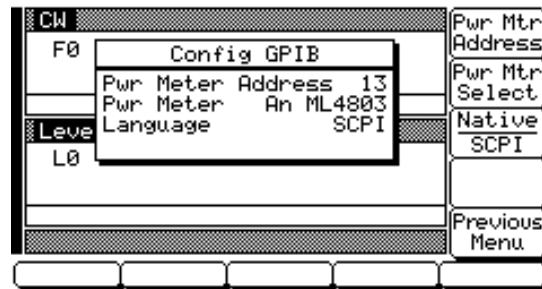 CW
F0
Config GPIB
Pwr Meter Address 13
Pwr Meter An ML4803
Language SCPI
Leve
L0
Pwr Mtr
Address
Pwr Mtr
Select
Native
SCPI
Previous
Menu